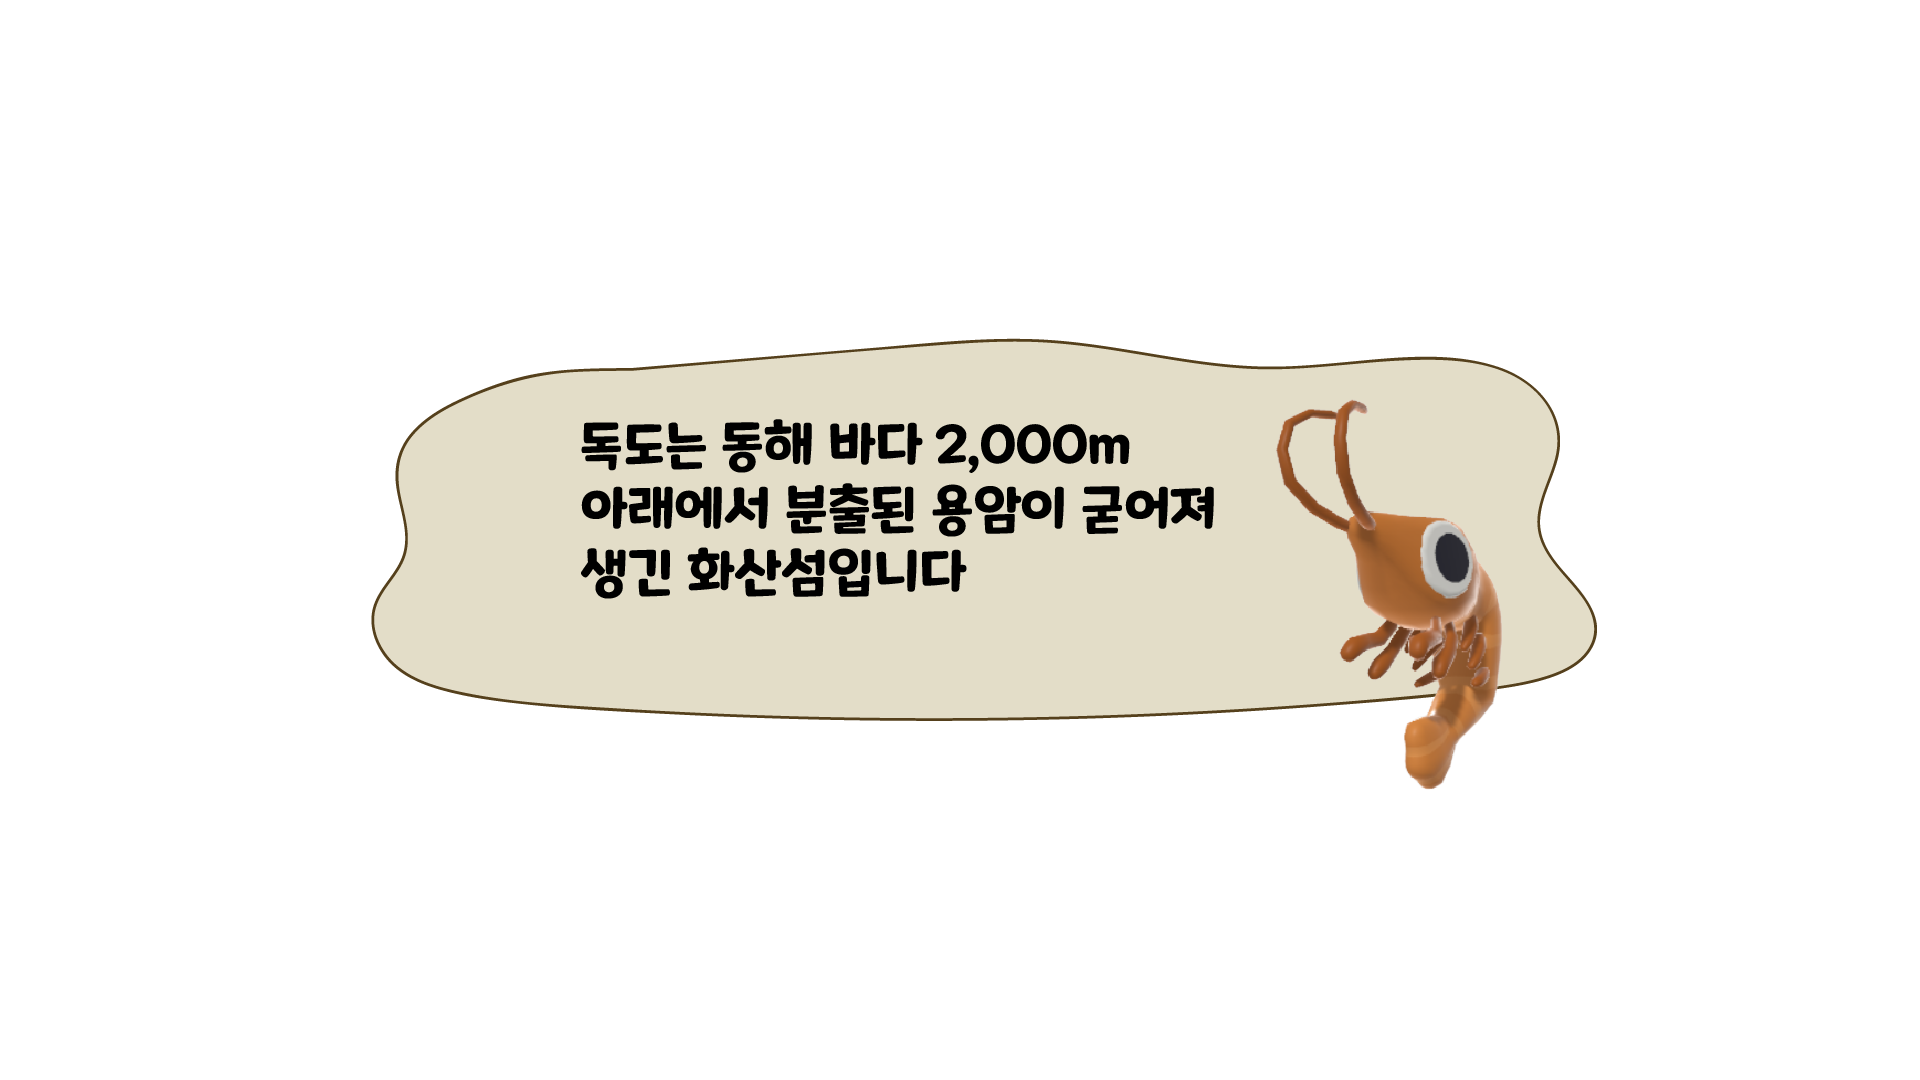 독도는 동해 바다 2,000m
아래에서 분출된 용암이 굳어져
생긴 화산섬입니다